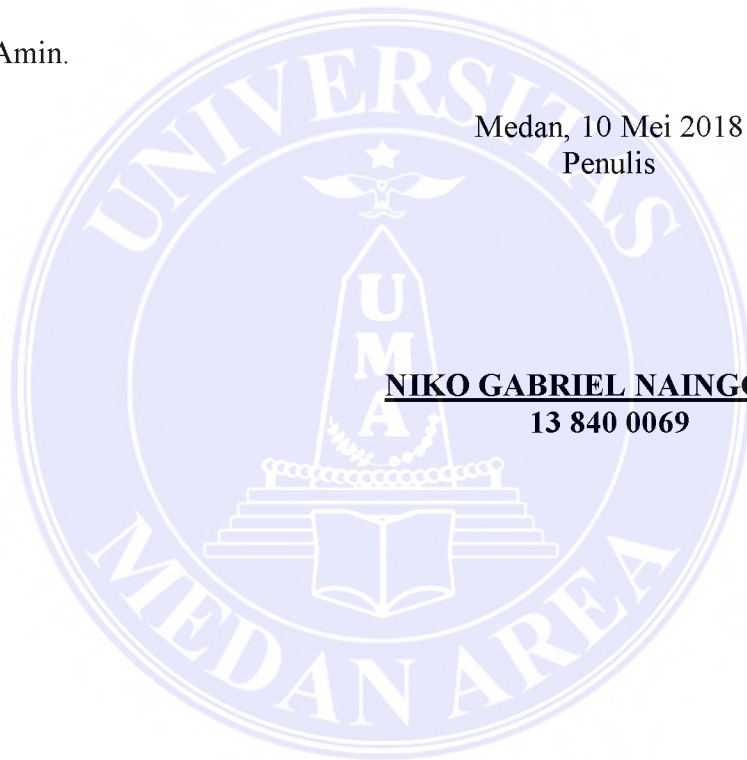 Amin.
Medan, 10 Mei 2018
Penulis
NIKO GABRIEL
13 840 0069
UNIVERSITAS
UMA
MEDAN AREA